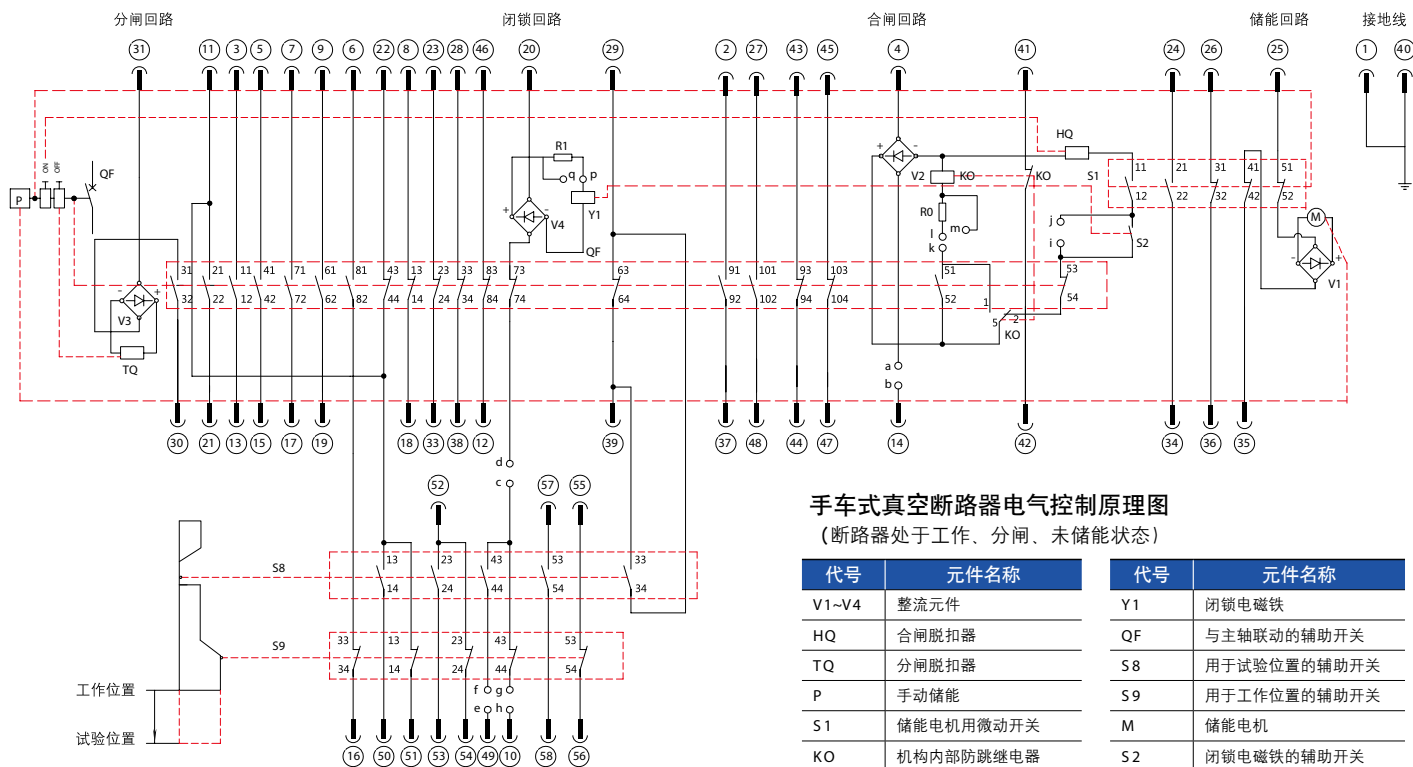 分闸回路 闭锁回路 合闸回路 储能回路 接地线
31 11 3 5 7 9 6 22 8 23 28 46 20 29 2 27 43 45 4 41 24 26 25 1 40
ON OFF QF P
R1 q p Y1 V4 QF
HQ V2 KO KO S1 11 12 21 22 31 32 41 42 51 52
R0 m l k j i S2 M V1
+ - + - + - - +
31 21 11 41 71 61 81 43 13 23 33 83 73 63 91 101 93 103 51 53
32 22 12 42 72 62 82 44 14 24 34 84 74 64 92 102 94 104 52 54
V3 TQ 1 5 2 KO
a
b
30 21 13 15 17 19 18 33 38 12 39 37 48 44 47 14 42 34 36 35
d
c
52 57 55
S8 13 23 43 53 33
14 24 44 54 34
S9 33 13 23 43 53
34 14 24 44 54
f g
e h
16 50 51 53 54 49 10 58 56
工作位置
试验位置
手车式真空断路器电气控制原理图
(断路器处于工作、分闸、未储能状态)
代号 元件名称 代号 元件名称
V1~V4 整流元件 Y1 闭锁电磁铁
HQ 合闸脱扣器 QF 与主轴联动的辅助开关
TQ 分闸脱扣器 S8 用于试验位置的辅助开关
P 手动储能 S9 用于工作位置的辅助开关
S1 储能电机用微动开关 M 储能电机
KO 机构内部防跳继电器 S2 闭锁电磁铁的辅助开关